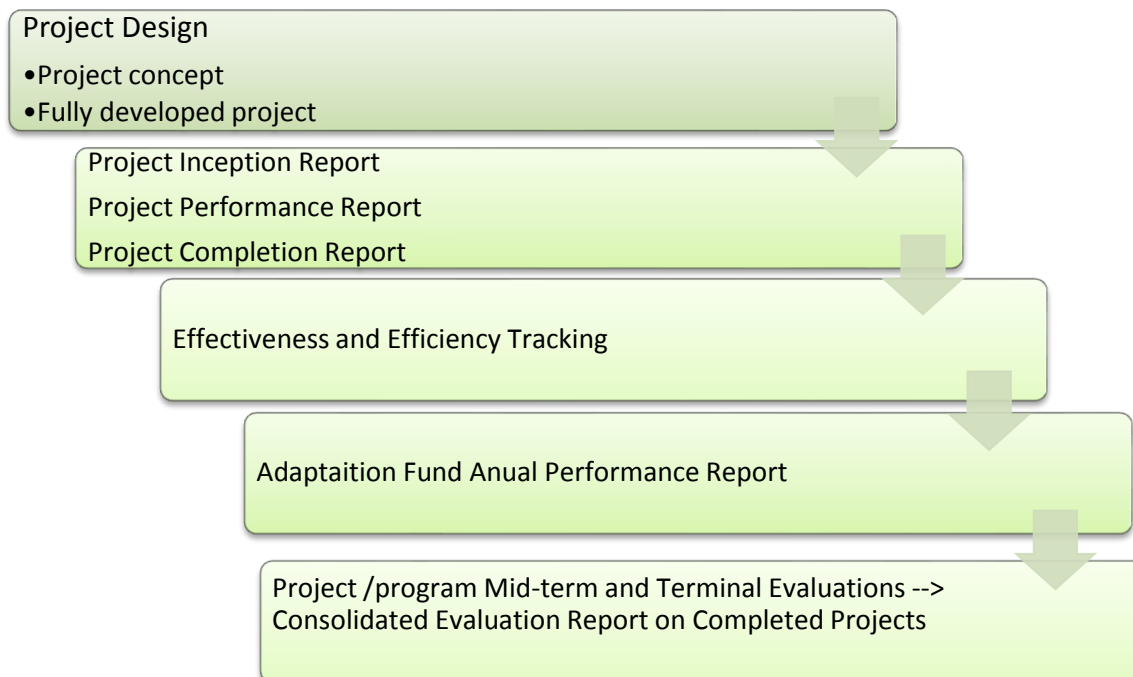 Project Design
•Project concept
•Fully developed project
Project Inception Report
Project Performance Report
Project Completion Report
Effectiveness and Efficiency Tracking
Adaptaition Fund Anual Performance Report
Project /program Mid-term and Terminal Evaluations -->
Consolidated Evaluation Report on Completed Projects